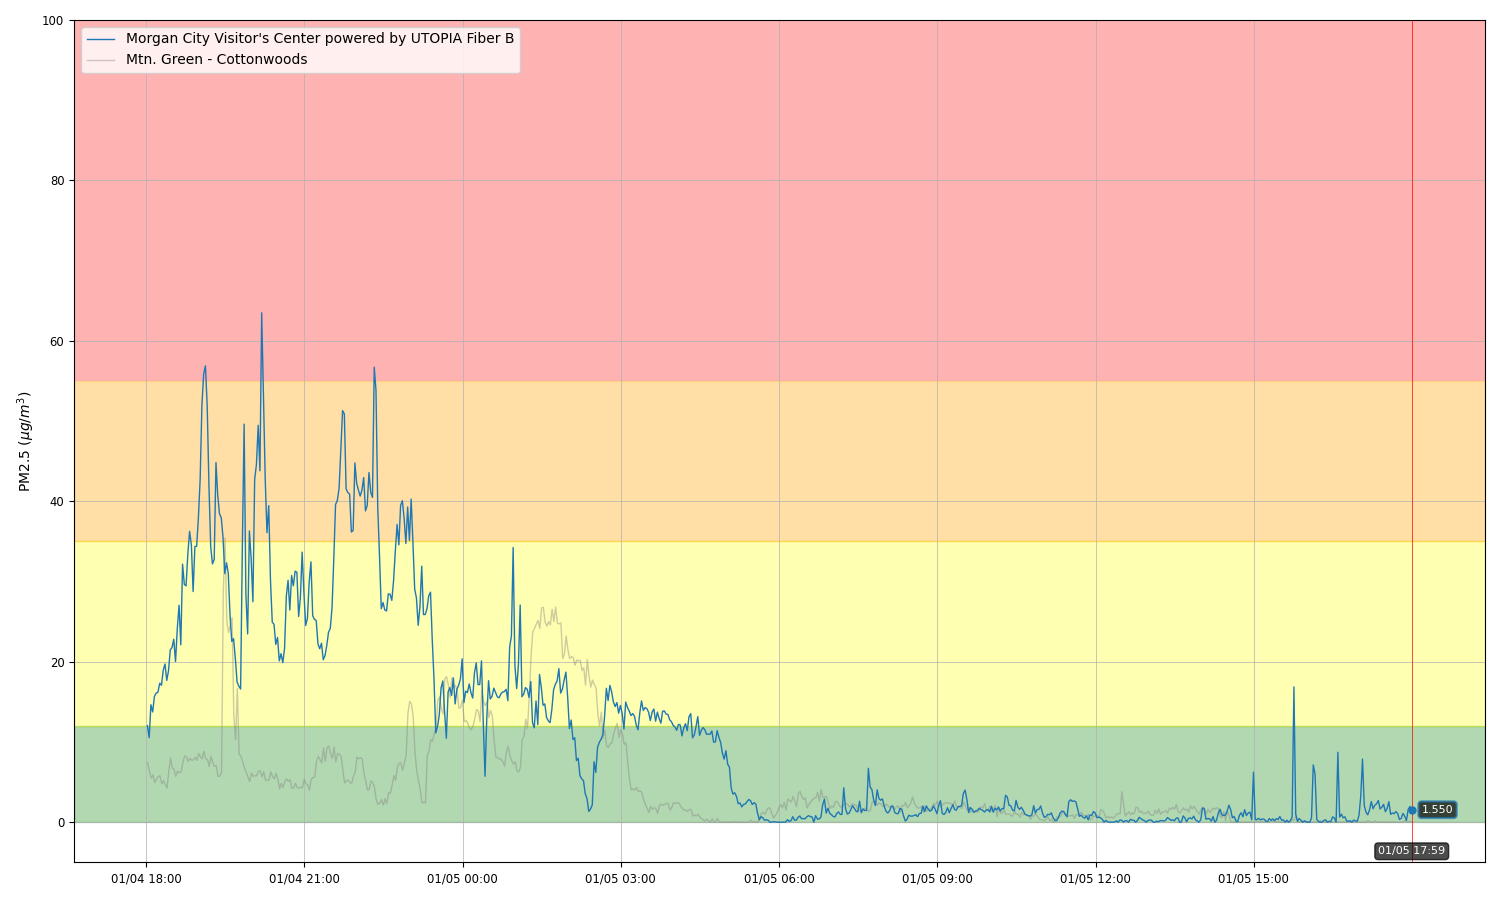 100
Morgan City Visitor's Center powered by UTOPIA Fiber B
Mtn. Green - Cottonwoods
80
60
PM2.5 (μg/m³)
40
20
0
1.550
01/05 17:59
01/04 18:00 01/04 21:00 01/05 00:00 01/05 03:00 01/05 06:00 01/05 09:00 01/05 12:00 01/05 15:00